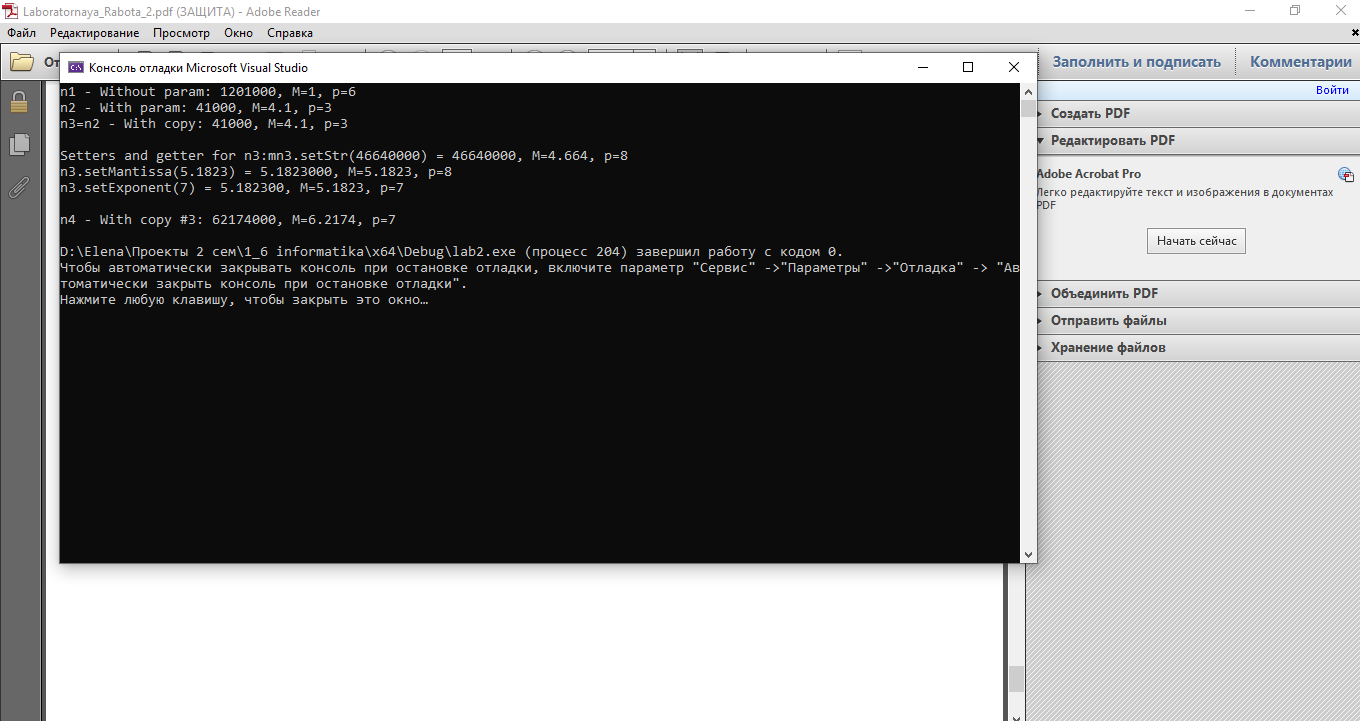 Laboratornaya_Rabota_2.pdf (ЗАЩИТА) - Adobe Reader
Файл Редактирование Просмотр Окно Справка
Заполнить и подписать Комментарии
Консоль отладки Microsoft Visual Studio
n1 - Without param: 1201000, M=1, p=6
n2 - With param: 41000, M=4.1, p=3
n3=n2 - With copy: 41000, M=4.1, p=3
Setters and getter for n3:mn3.setStr(46640000) = 46640000, M=4.664, p=8
n3.setMantissa(5.1823) = 5.1823000, M=5.1823, p=8
n3.setExponent(7) = 5.182300, M=5.1823, p=7
n4 - With copy #3: 62174000, M=6.2174, p=7
D:\Elena\Проекты 2 сем\1_6 informatika\x64\Debug\lab2.exe (процесс 204) завершил работу с кодом 0.
Чтобы автоматически закрывать консоль при остановке отладки, включите параметр "Сервис" ->"Параметры" ->"Отладка" -> "Ав
томатически закрыть консоль при остановке отладки".
Нажмите любую клавишу, чтобы закрыть это окно…
Войти
Создать PDF
Редактировать PDF
Adobe Acrobat Pro
Легко редактируйте текст и изображения в документах
PDF
Начать сейчас
Объединить PDF
Отправить файлы
Хранение файлов